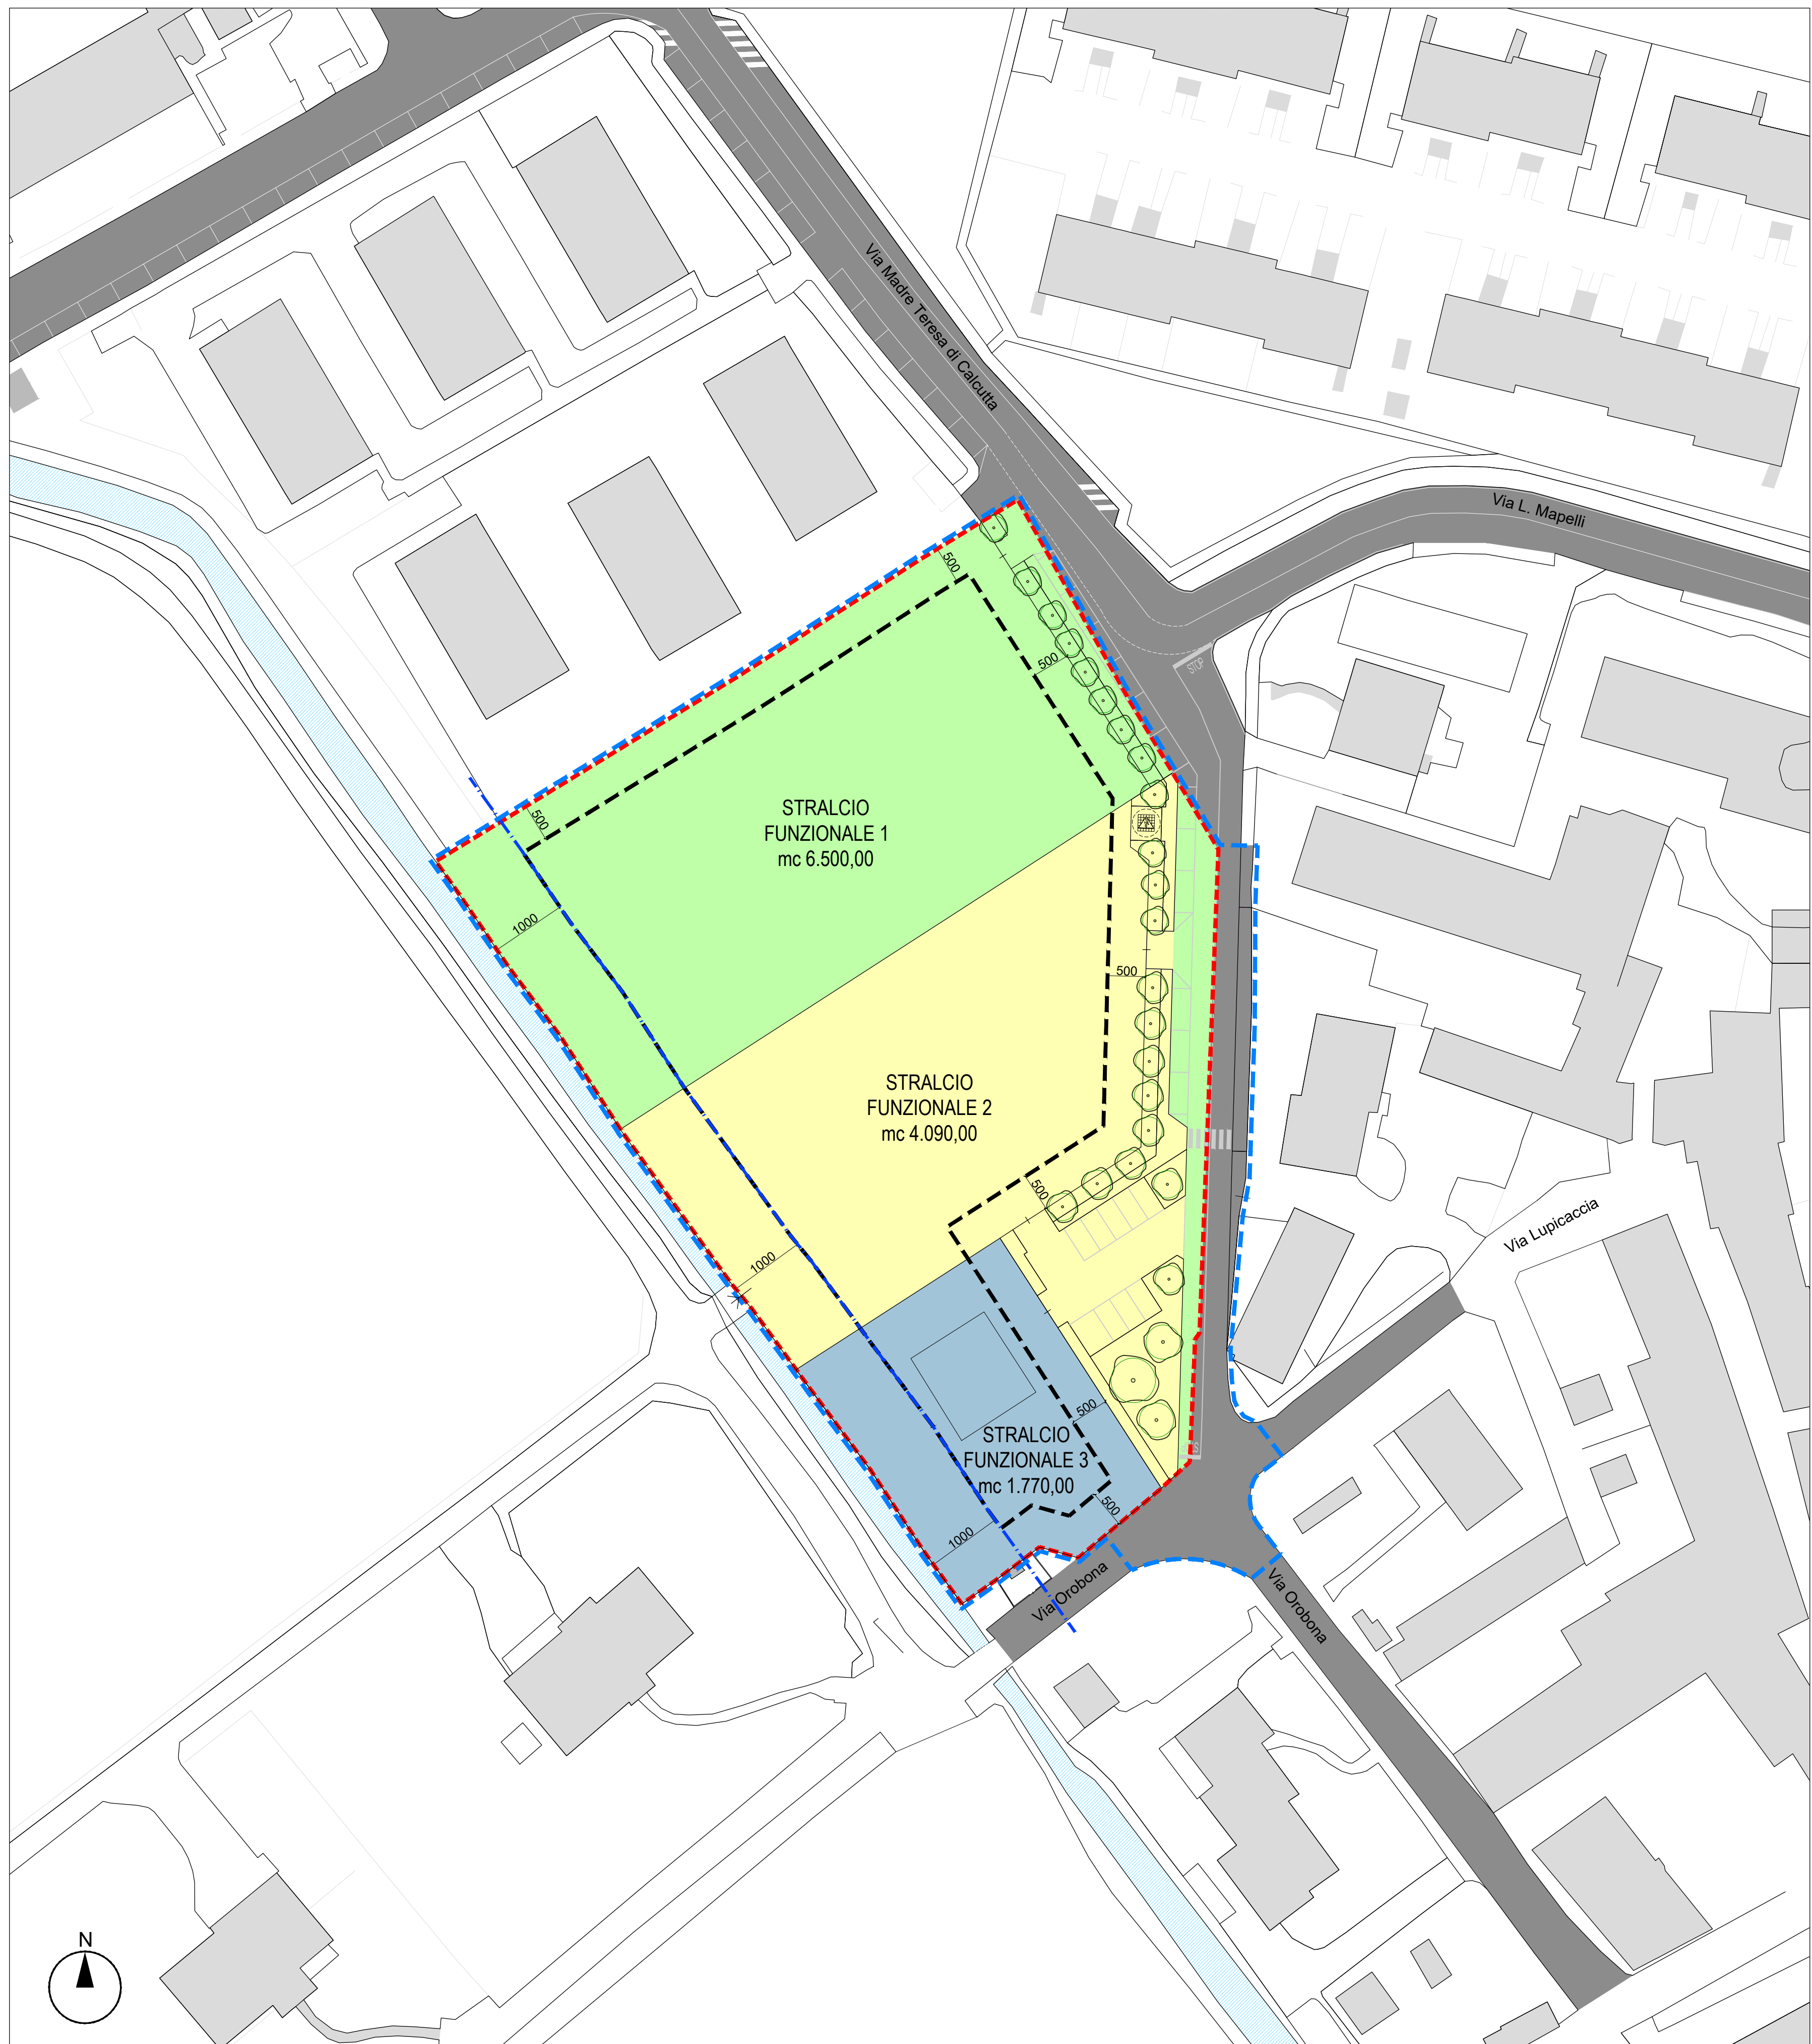 Via Madre Teresa di Calcutta
Via L. Mapelli
500
500
STOP
STRALCIO
FUNZIONALE 1
mc 6.500,00
500
1000
500
STRALCIO
FUNZIONALE 2
mc 4.090,00
500
1000
Via Lupicaccia
500
STRALCIO
FUNZIONALE 3
mc 1.770,00
500
1000
Via Orobona
Via Orobona
N